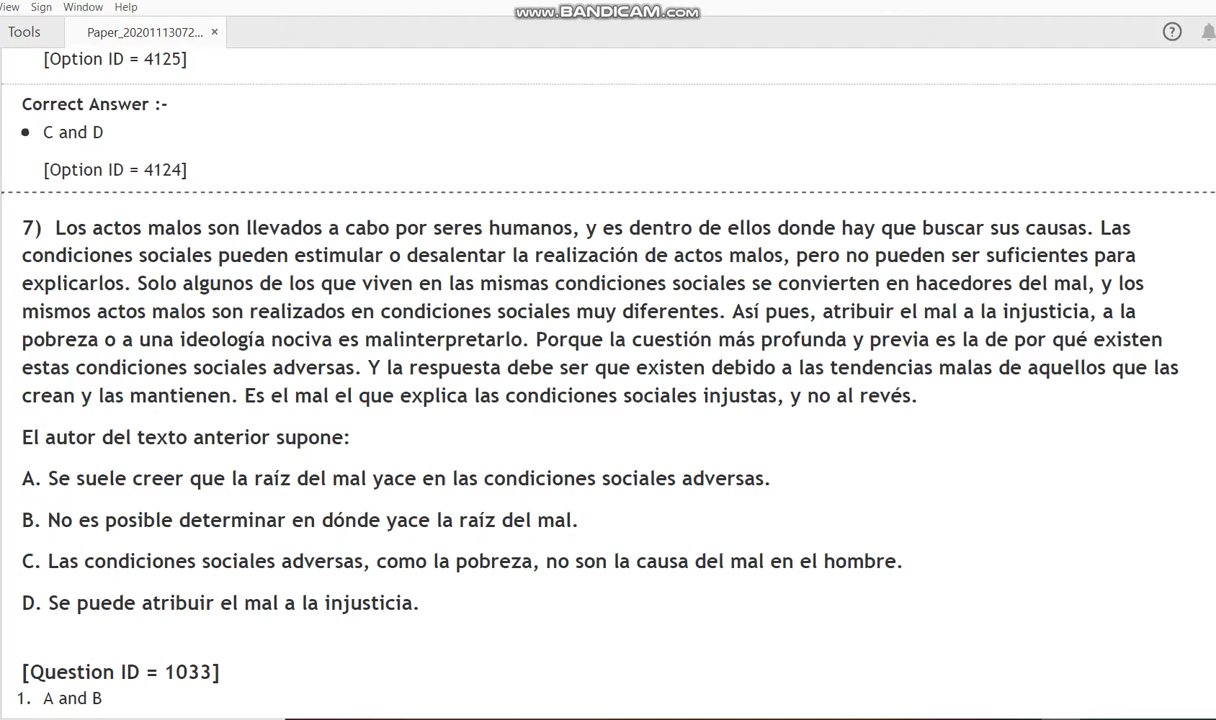 View Sign Window Help
www.BANDICAM.com
Tools Paper_20201113072... ×
[Option ID = 4125]
Correct Answer :-
• C and D
[Option ID = 4124]
7) Los actos malos son llevados a cabo por seres humanos, y es dentro de ellos donde hay que buscar sus causas. Las
condiciones sociales pueden estimular o desalentar la realización de actos malos, pero no pueden ser suficientes para
explicarlos. Solo algunos de los que viven en las mismas condiciones sociales se convierten en hacedores del mal, y los
mismos actos malos son realizados en condiciones sociales muy diferentes. Así pues, atribuir el mal a la injusticia, a la
pobreza o a una ideología nociva es malinterpretarlo. Porque la cuestión más profunda y previa es la de por qué existen
estas condiciones sociales adversas. Y la respuesta debe ser que existen debido a las tendencias malas de aquellos que las
crean y las mantienen. Es el mal el que explica las condiciones sociales injustas, y no al revés.
El autor del texto anterior supone:
A. Se suele creer que la raíz del mal yace en las condiciones sociales adversas.
B. No es posible determinar en dónde yace la raíz del mal.
C. Las condiciones sociales adversas, como la pobreza, no son la causa del mal en el hombre.
D. Se puede atribuir el mal a la injusticia.
[Question ID = 1033]
1. A and B